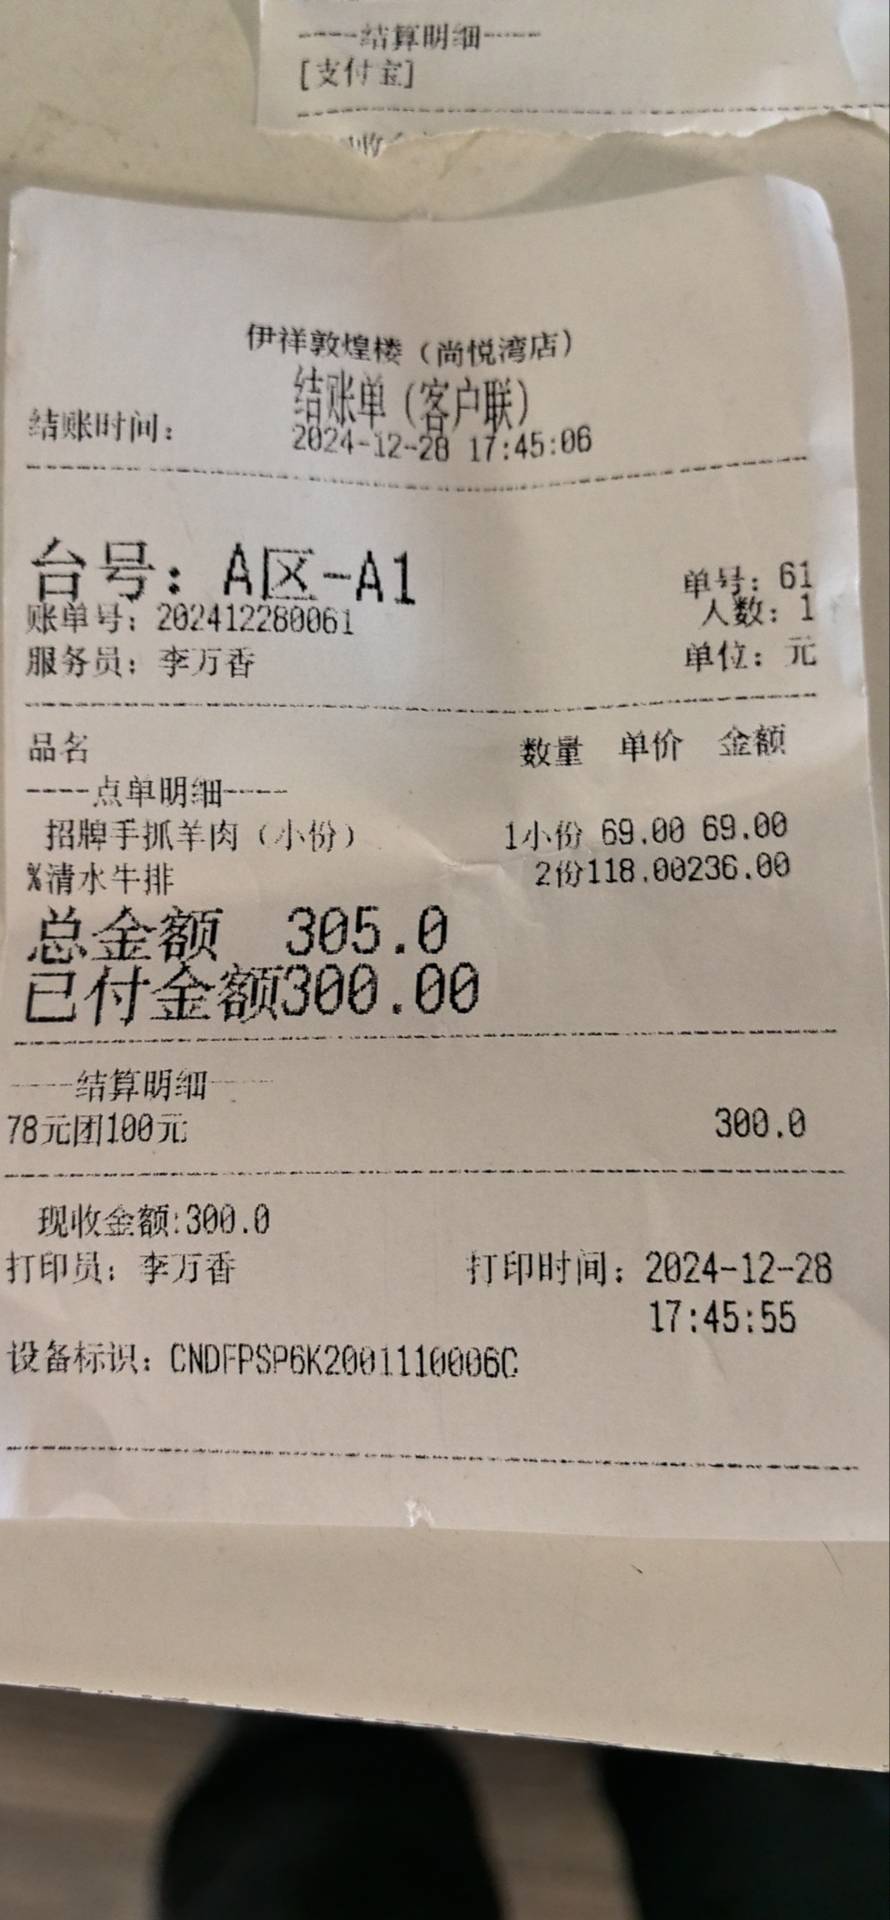 ----结算明细----
[支付宝]
伊祥敦煌楼（尚悦湾店）
结账单（客户联）
结账时间： 2024-12-28 17:45:06
台号：A区-A1 单号：61
账单号：202412280061 人数：1
服务员：李万香 单位：元
品名 数量 单价 金额
----点单明细----
招牌手抓羊肉（小份） 1小份 69.00 69.00
%清水牛排 2份118.00236.00
总金额 305.0
已付金额300.00
----结算明细----
78元团100元 300.0
现收金额:300.0
打印员：李万香 打印时间：2024-12-28
17:45:55
设备标识：CNDFPSP6K2001110006C